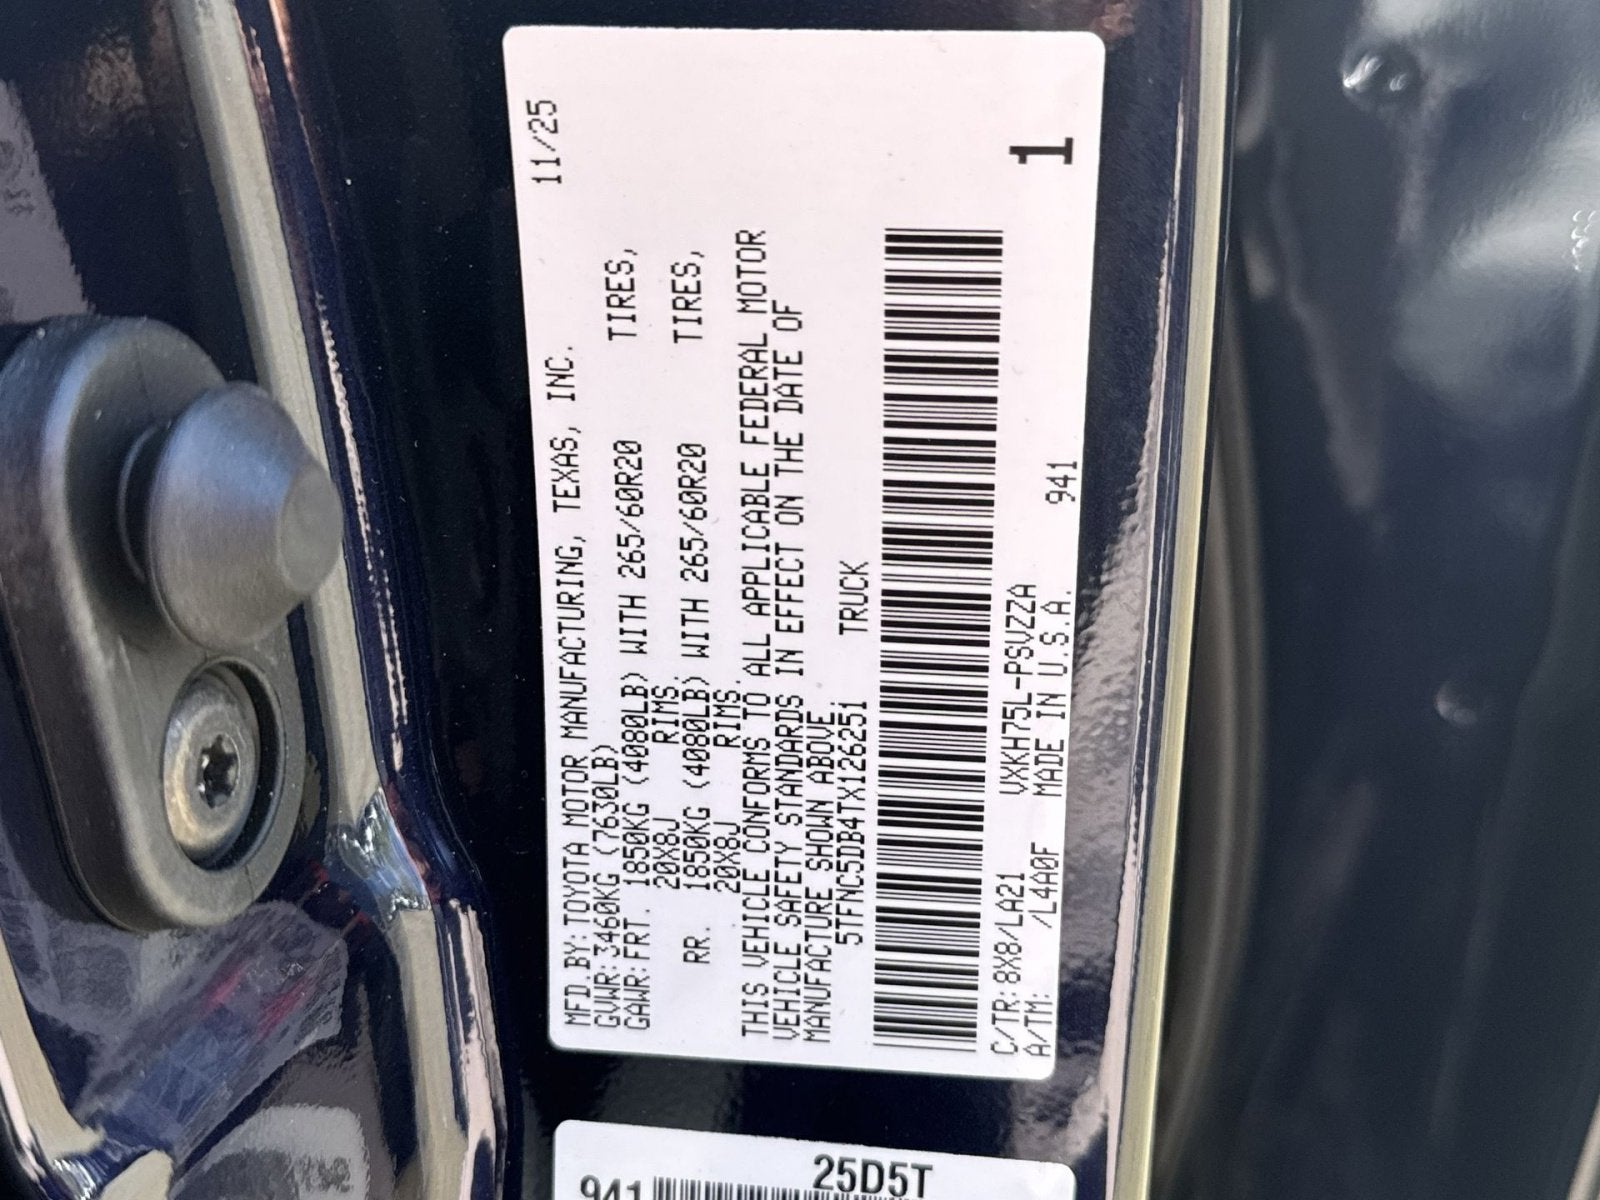 11/25
MFD.BY:TOYOTA MOTOR MANUFACTURING, TEXAS, INC.
GVWR:3460KG (7630LB)
GAWR:FRT. 1850KG (4080LB) WITH 265/60R20 TIRES,
20X8J RIMS.
RR. 1850KG (4080LB) WITH 265/60R20 TIRES,
20X8J RIMS.
THIS VEHICLE CONFORMS TO ALL APPLICABLE FEDERAL MOTOR
VEHICLE SAFETY STANDARDS IN EFFECT ON THE DATE OF
MANUFACTURE SHOWN ABOVE.
5TFNC5DB4TX126251 TRUCK
C/TR:8X8/LA21 VXKH75L-PSVZZA
A/TM: /L4A0F MADE IN U.S.A. 941
1
25D5T
941